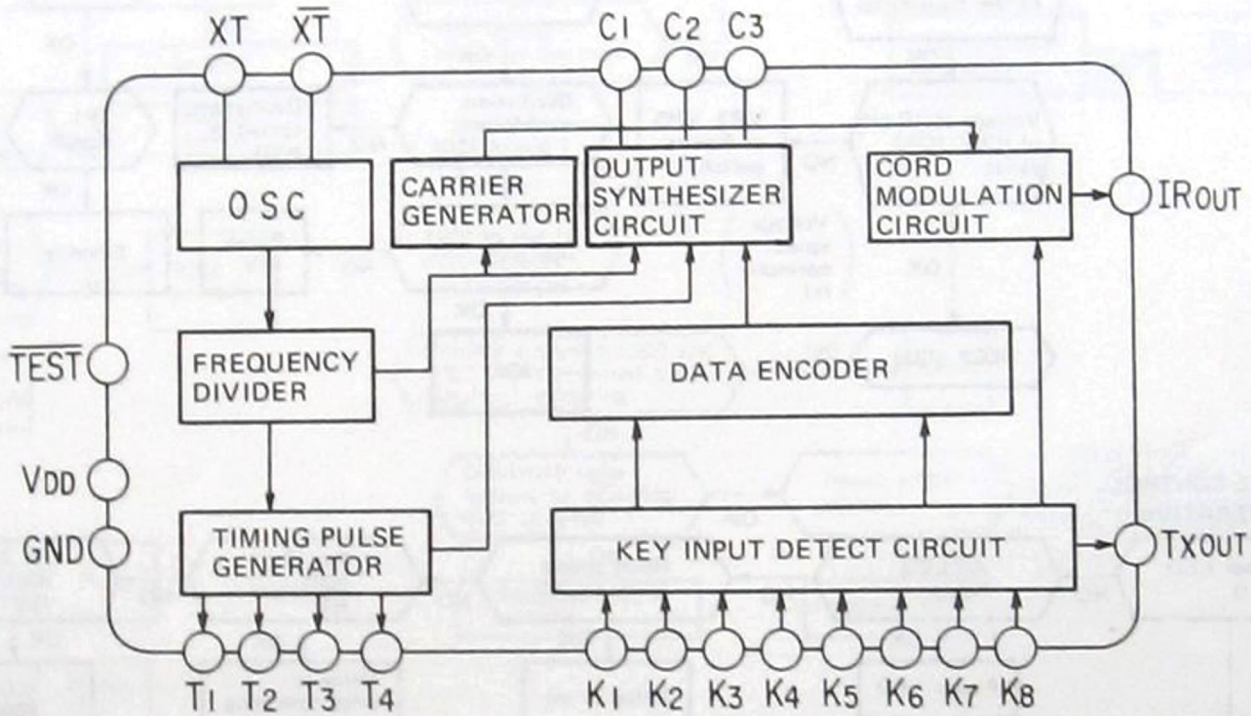 XT X̅T̅ C1 C2 C3
OSC
CARRIER
GENERATOR
OUTPUT
SYNTHESIZER
CIRCUIT
CORD
MODULATION
CIRCUIT
IROUT
T̅E̅S̅T̅
FREQUENCY
DIVIDER
DATA ENCODER
VDD
GND
TIMING PULSE
GENERATOR
KEY INPUT DETECT CIRCUIT
TXOUT
T1 T2 T3 T4 K1 K2 K3 K4 K5 K6 K7 K8